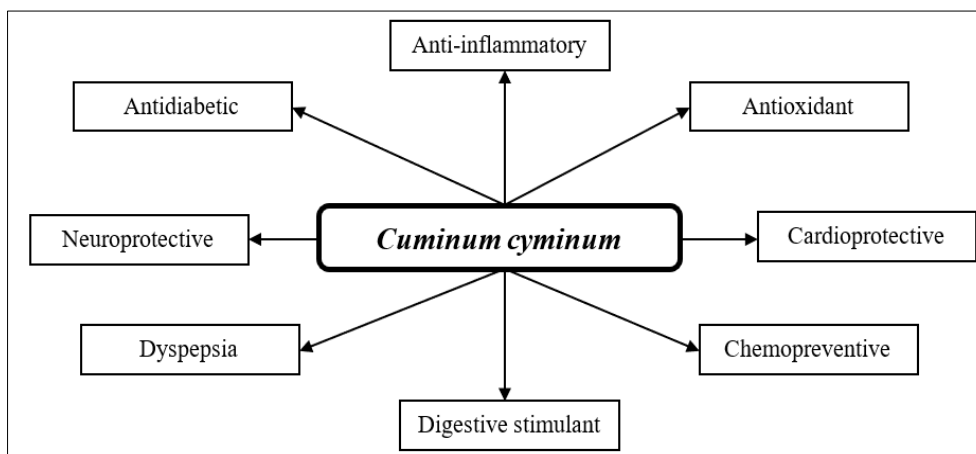 Anti-inflammatory
Antidiabetic
Antioxidant
Neuroprotective
Cuminum cyminum
Cardioprotective
Dyspepsia
Chemopreventive
Digestive stimulant